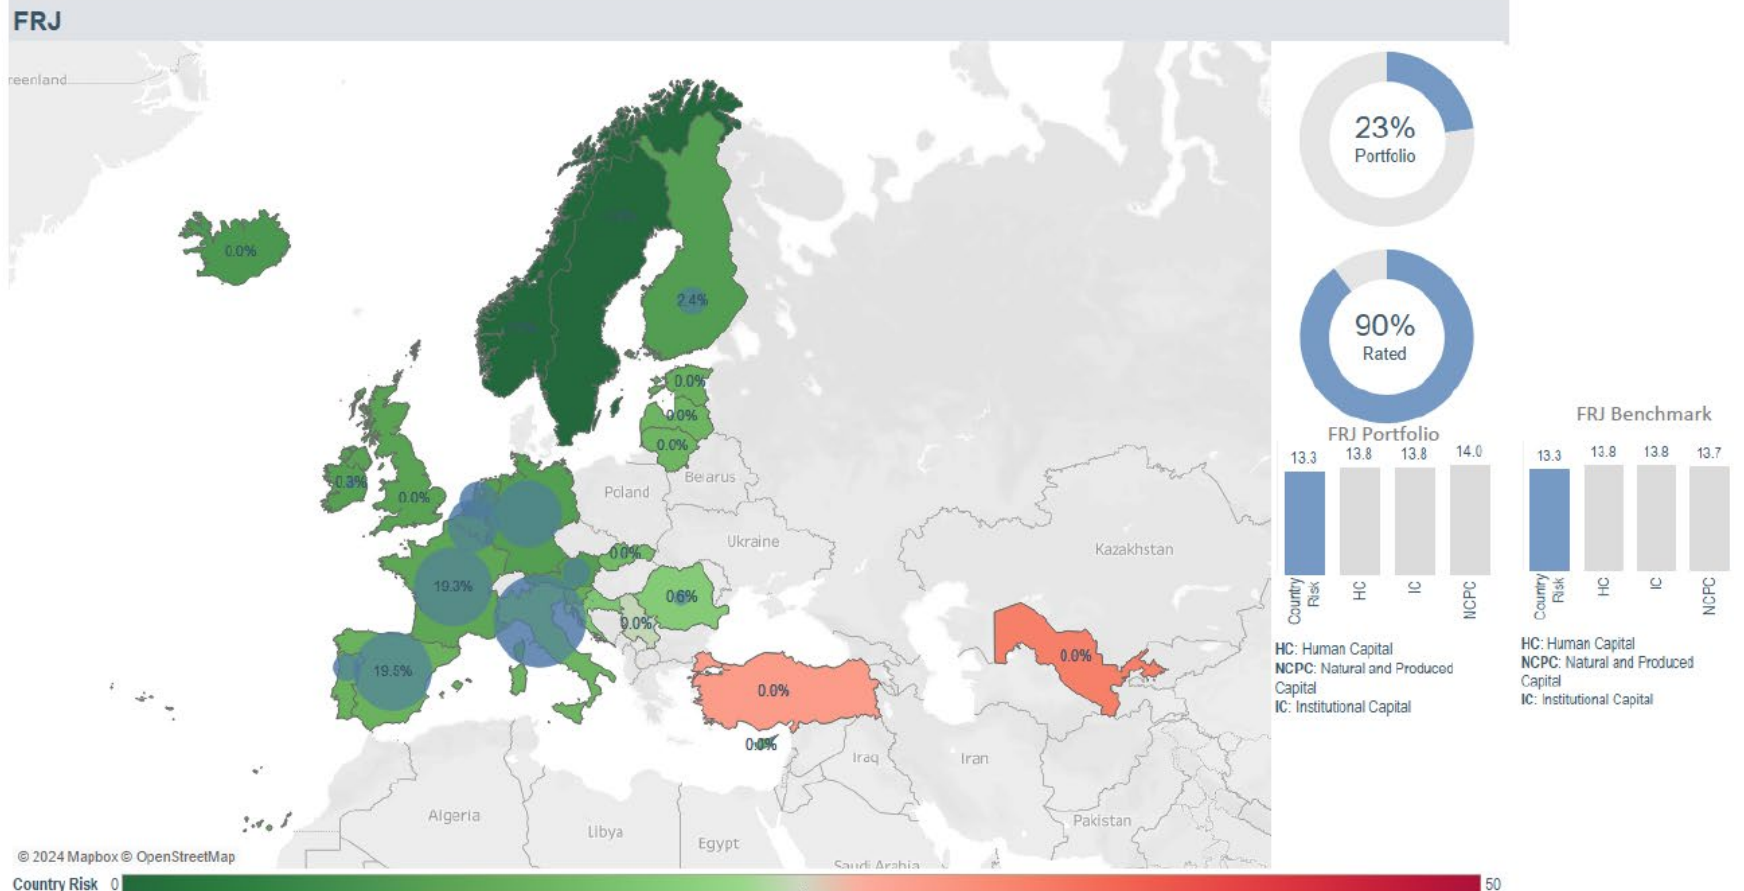 FRJ
reenland
0.0%
2.4%
0.0%
0.0%
0.0%
0.3%
0.0%
Poland
Belarus
Ukraine
Kazakhstan
0.0%
19.3%
0.6%
0.0%
19.5%
0.0%
0.0%
0.0%
Iraq
Iran
Algeria
Libya
Egypt
Pakistan
Saudi Arabia
© 2024 Mapbox © OpenStreetMap
Country Risk 0
50
23%
Portfolio
90%
Rated
FRJ Portfolio
13.3
13.8
13.8
14.0
Country
Risk
HC
IC
NCPC
HC: Human Capital
NCPC: Natural and Produced
Capital
IC: Institutional Capital
FRJ Benchmark
13.3
13.8
13.8
13.7
Country
Risk
HC
IC
NCPC
HC: Human Capital
NCPC: Natural and Produced
Capital
IC: Institutional Capital